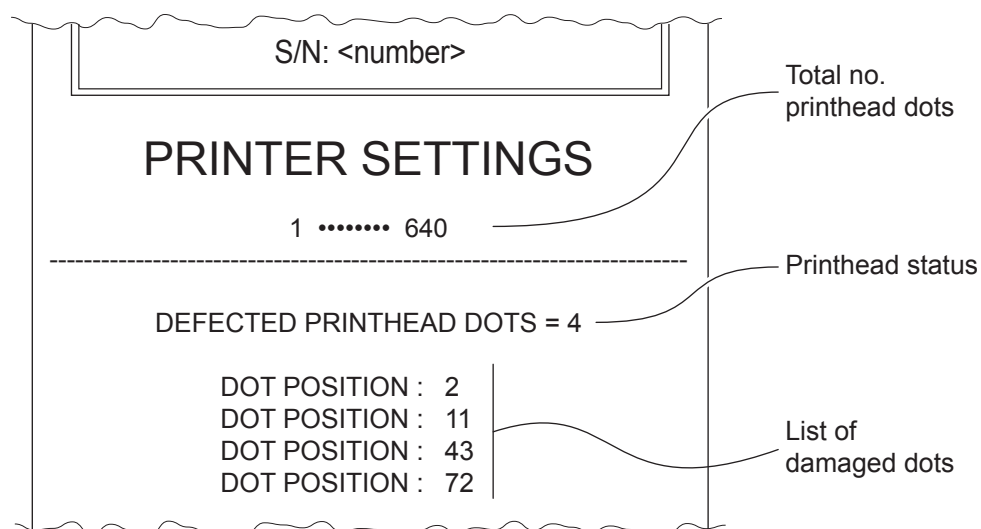 S/N: <number>
Total no.
printhead dots
PRINTER SETTINGS
1 •••••••• 640
Printhead status
DEFECTED PRINTHEAD DOTS = 4
DOT POSITION : 2
DOT POSITION : 11
DOT POSITION : 43
DOT POSITION : 72
List of
damaged dots